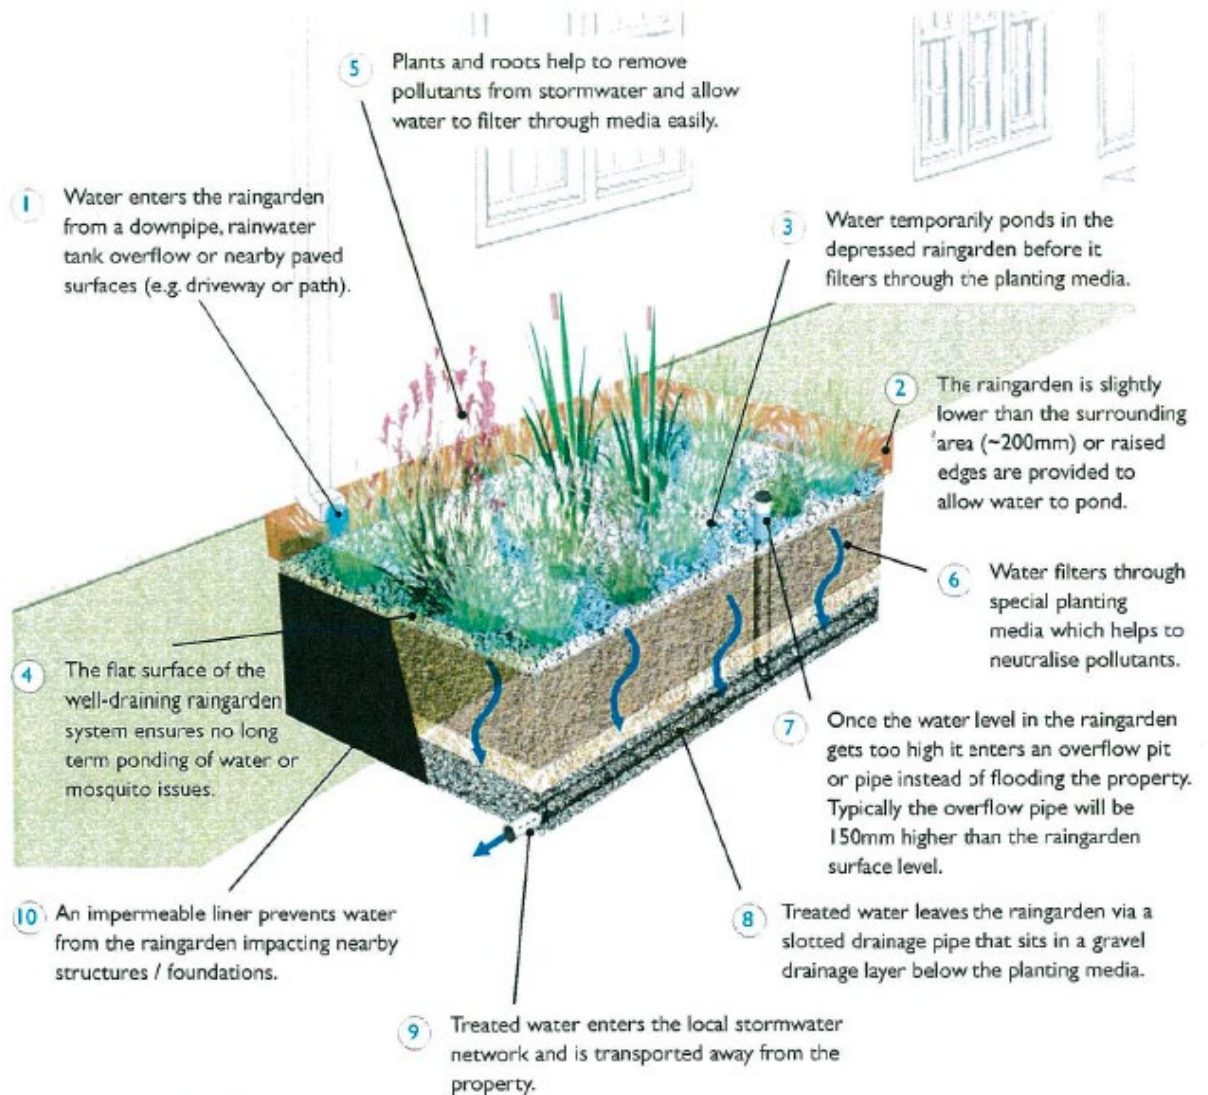 5 Plants and roots help to remove
pollutants from stormwater and allow
water to filter through media easily.
1 Water enters the raingarden
from a downpipe, rainwater
tank overflow or nearby paved
surfaces (e.g. driveway or path).
3 Water temporarily ponds in the
depressed raingarden before it
filters through the planting media.
2 The raingarden is slightly
lower than the surrounding
area (~200mm) or raised
edges are provided to
allow water to pond.
6 Water filters through
special planting
media which helps to
neutralise pollutants.
4 The flat surface of the
well-draining raingarden
system ensures no long
term ponding of water or
mosquito issues.
7 Once the water level in the raingarden
gets too high it enters an overflow pit
or pipe instead of flooding the property.
Typically the overflow pipe will be
150mm higher than the raingarden
surface level.
10 An impermeable liner prevents water
from the raingarden impacting nearby
structures / foundations.
8 Treated water leaves the raingarden via a
slotted drainage pipe that sits in a gravel
drainage layer below the planting media.
9 Treated water enters the local stormwater
network and is transported away from the
property.